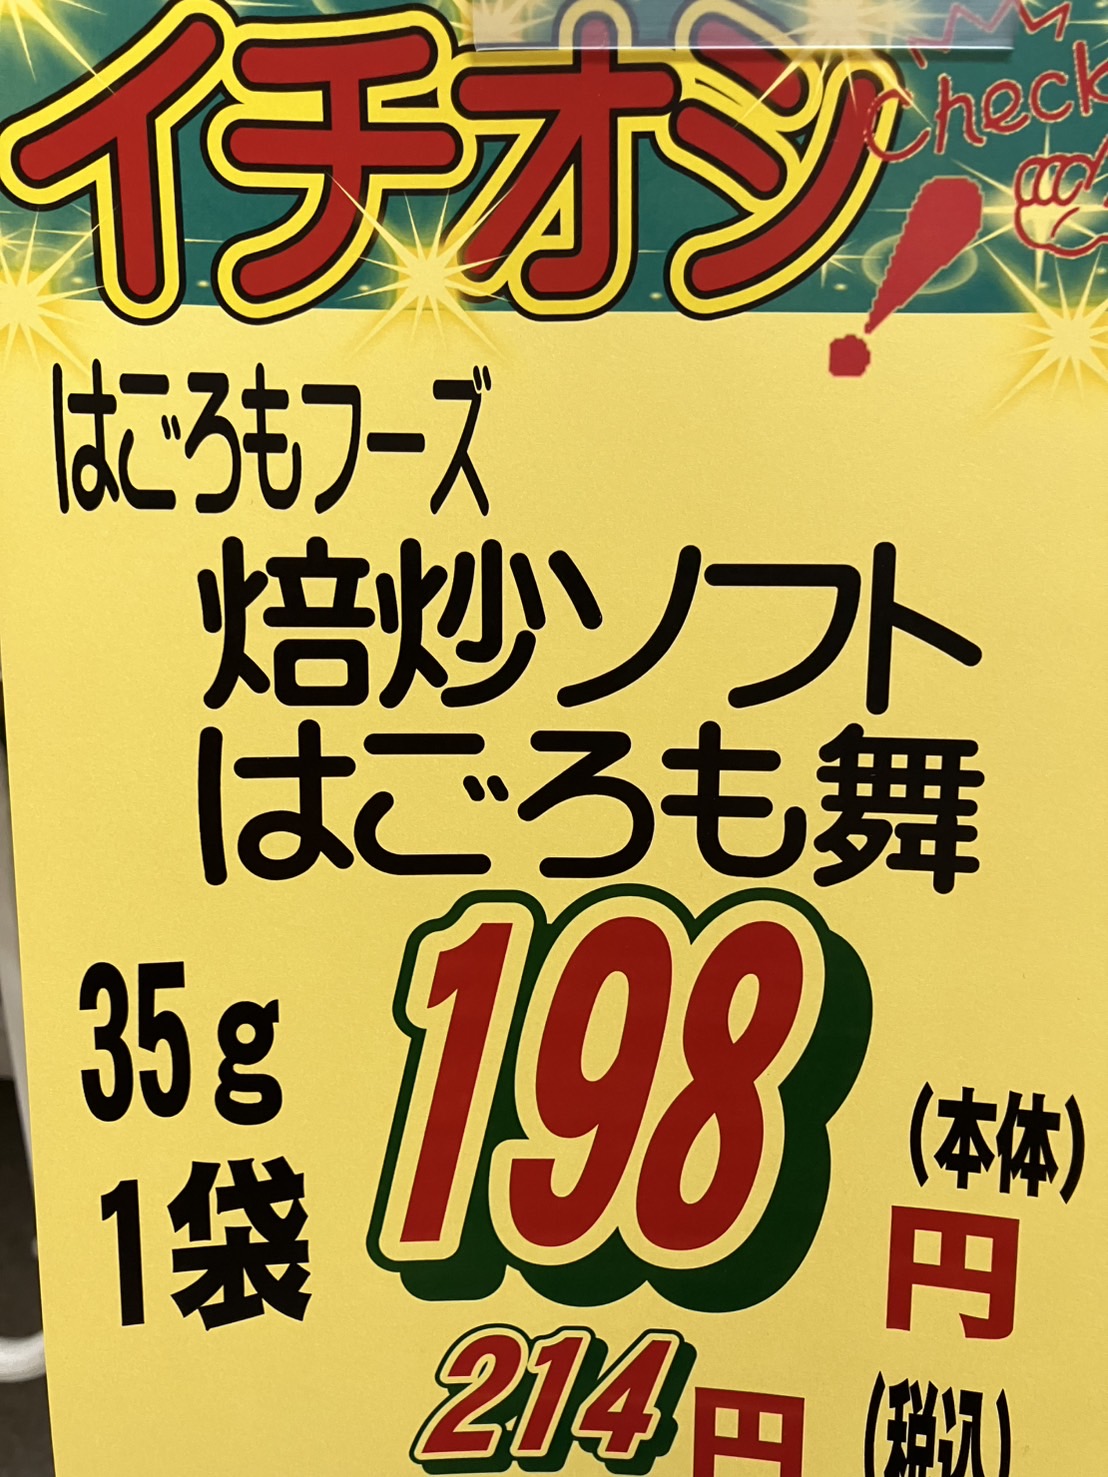 イチオシ
Check
!
はごろもフーズ
焙炒ソフト
はごろも舞
35g
1袋
198
(本体)
円
214円
(税込)